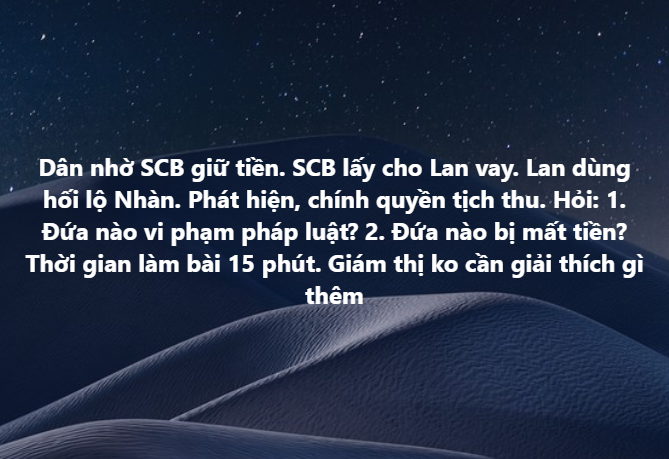 Dân nhờ SCB giữ tiền. SCB lấy cho Lan vay. Lan dùng
hối lộ Nhàn. Phát hiện, chính quyền tịch thu. Hỏi: 1.
Đứa nào vi phạm pháp luật? 2. Đứa nào bị mất tiền?
Thời gian làm bài 15 phút. Giám thị ko cần giải thích gì
thêm